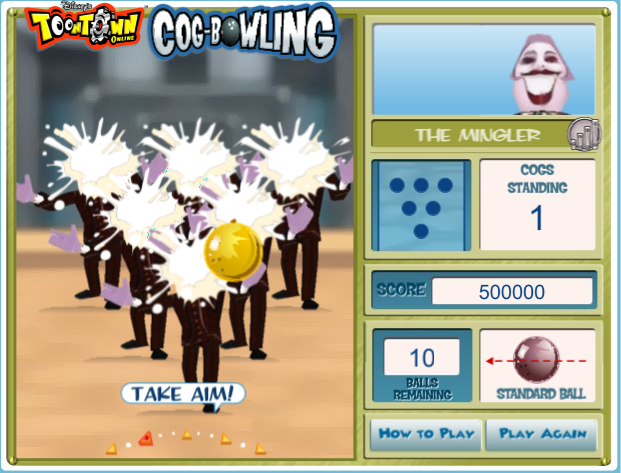 Disney's
TOONTOWN
ONLINE
COG-BOWLING
THE MINGLER
COGS
STANDING
1
SCORE
500000
10
BALLS
REMAINING
STANDARD BALL
TAKE AIM!
HOW TO PLAY
PLAY AGAIN